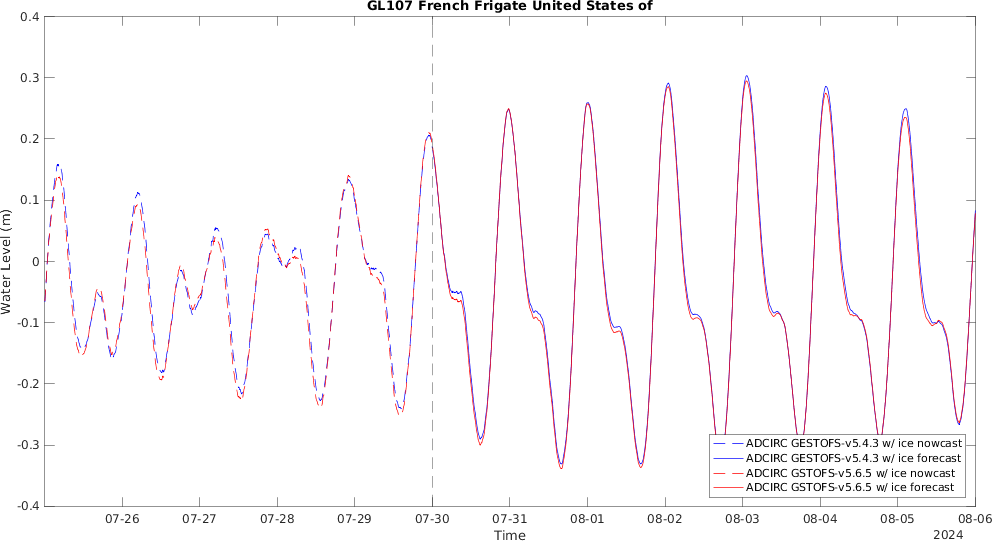 GL107 French Frigate United States of
0.4
0.3
0.2
0.1
0
-0.1
-0.2
-0.3
-0.4
Water Level (m)
ADCIRC GESTOFS-v5.4.3 w/ ice nowcast
ADCIRC GESTOFS-v5.4.3 w/ ice forecast
ADCIRC GSTOFS-v5.6.5 w/ ice nowcast
ADCIRC GSTOFS-v5.6.5 w/ ice forecast
07-26 07-27 07-28 07-29 07-30 07-31 08-01 08-02 08-03 08-04 08-05 08-06
Time
2024